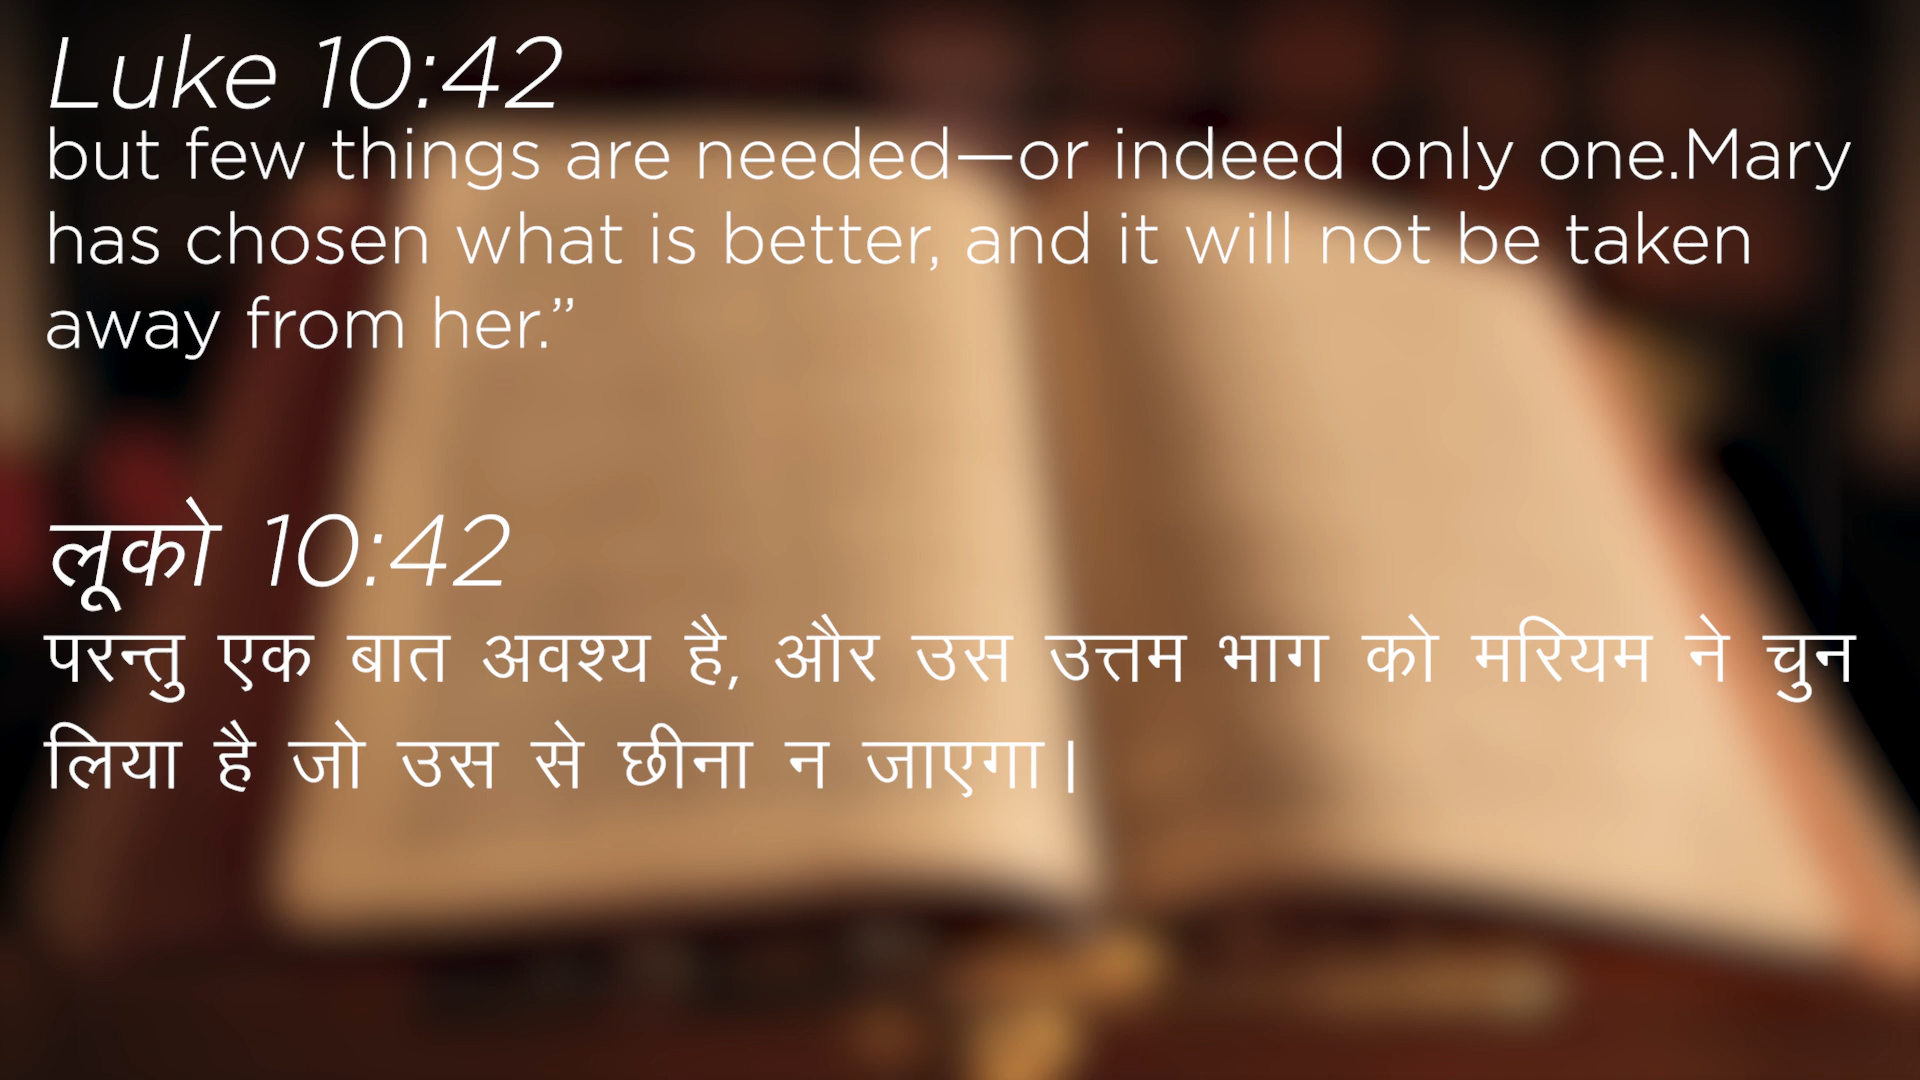 Luke 10:42
but few things are needed—or indeed only one.Mary
has chosen what is better, and it will not be taken
away from her.”
लूको 10:42
परन्तु एक बात अवश्य है, और उस उत्तम भाग को मरियम ने चुन
लिया है जो उस से छीना न जाएगा|